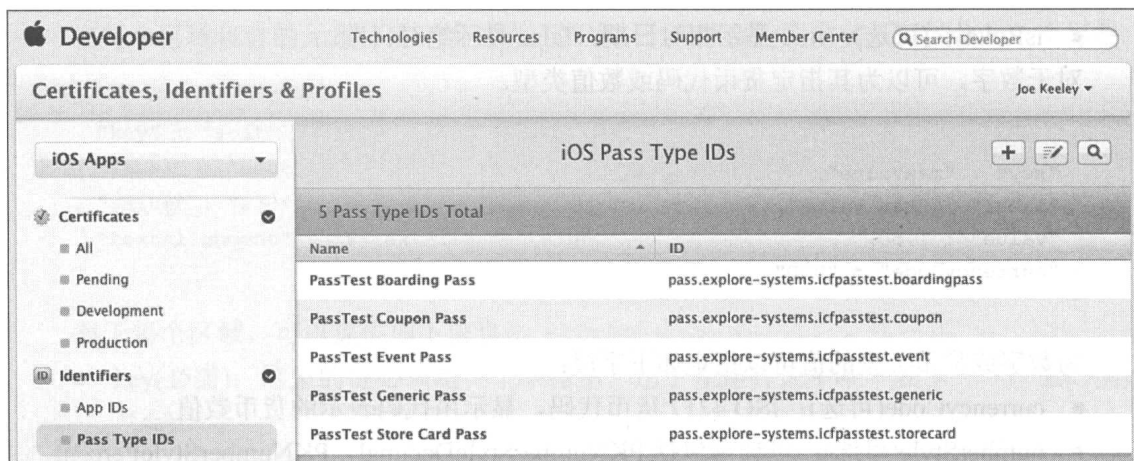 Developer
Technologies Resources Programs Support Member Center Search Developer
Certificates, Identifiers & Profiles
Joe Keeley
iOS Apps
iOS Pass Type IDs
Certificates
All
Pending
Development
Production
ID Identifiers
App IDs
Pass Type IDs
5 Pass Type IDs Total
Name ID
PassTest Boarding Pass pass.explore-systems.icfpasstest.boardingpass
PassTest Coupon Pass pass.explore-systems.icfpasstest.coupon
PassTest Event Pass pass.explore-systems.icfpasstest.event
PassTest Generic Pass pass.explore-systems.icfpasstest.generic
PassTest Store Card Pass pass.explore-systems.icfpasstest.storecard